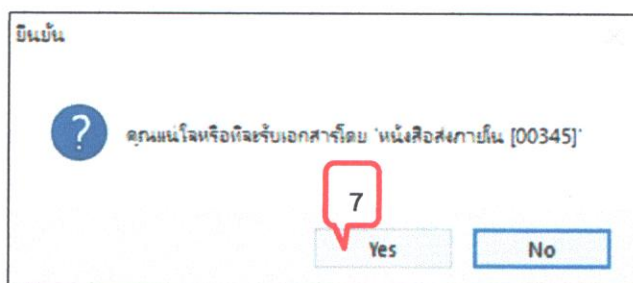 ยืนยัน
คุณแน่ใจหรือที่จะรับเอกสารโดย 'หนังสือส่งภายใน [00345]'
7
Yes No